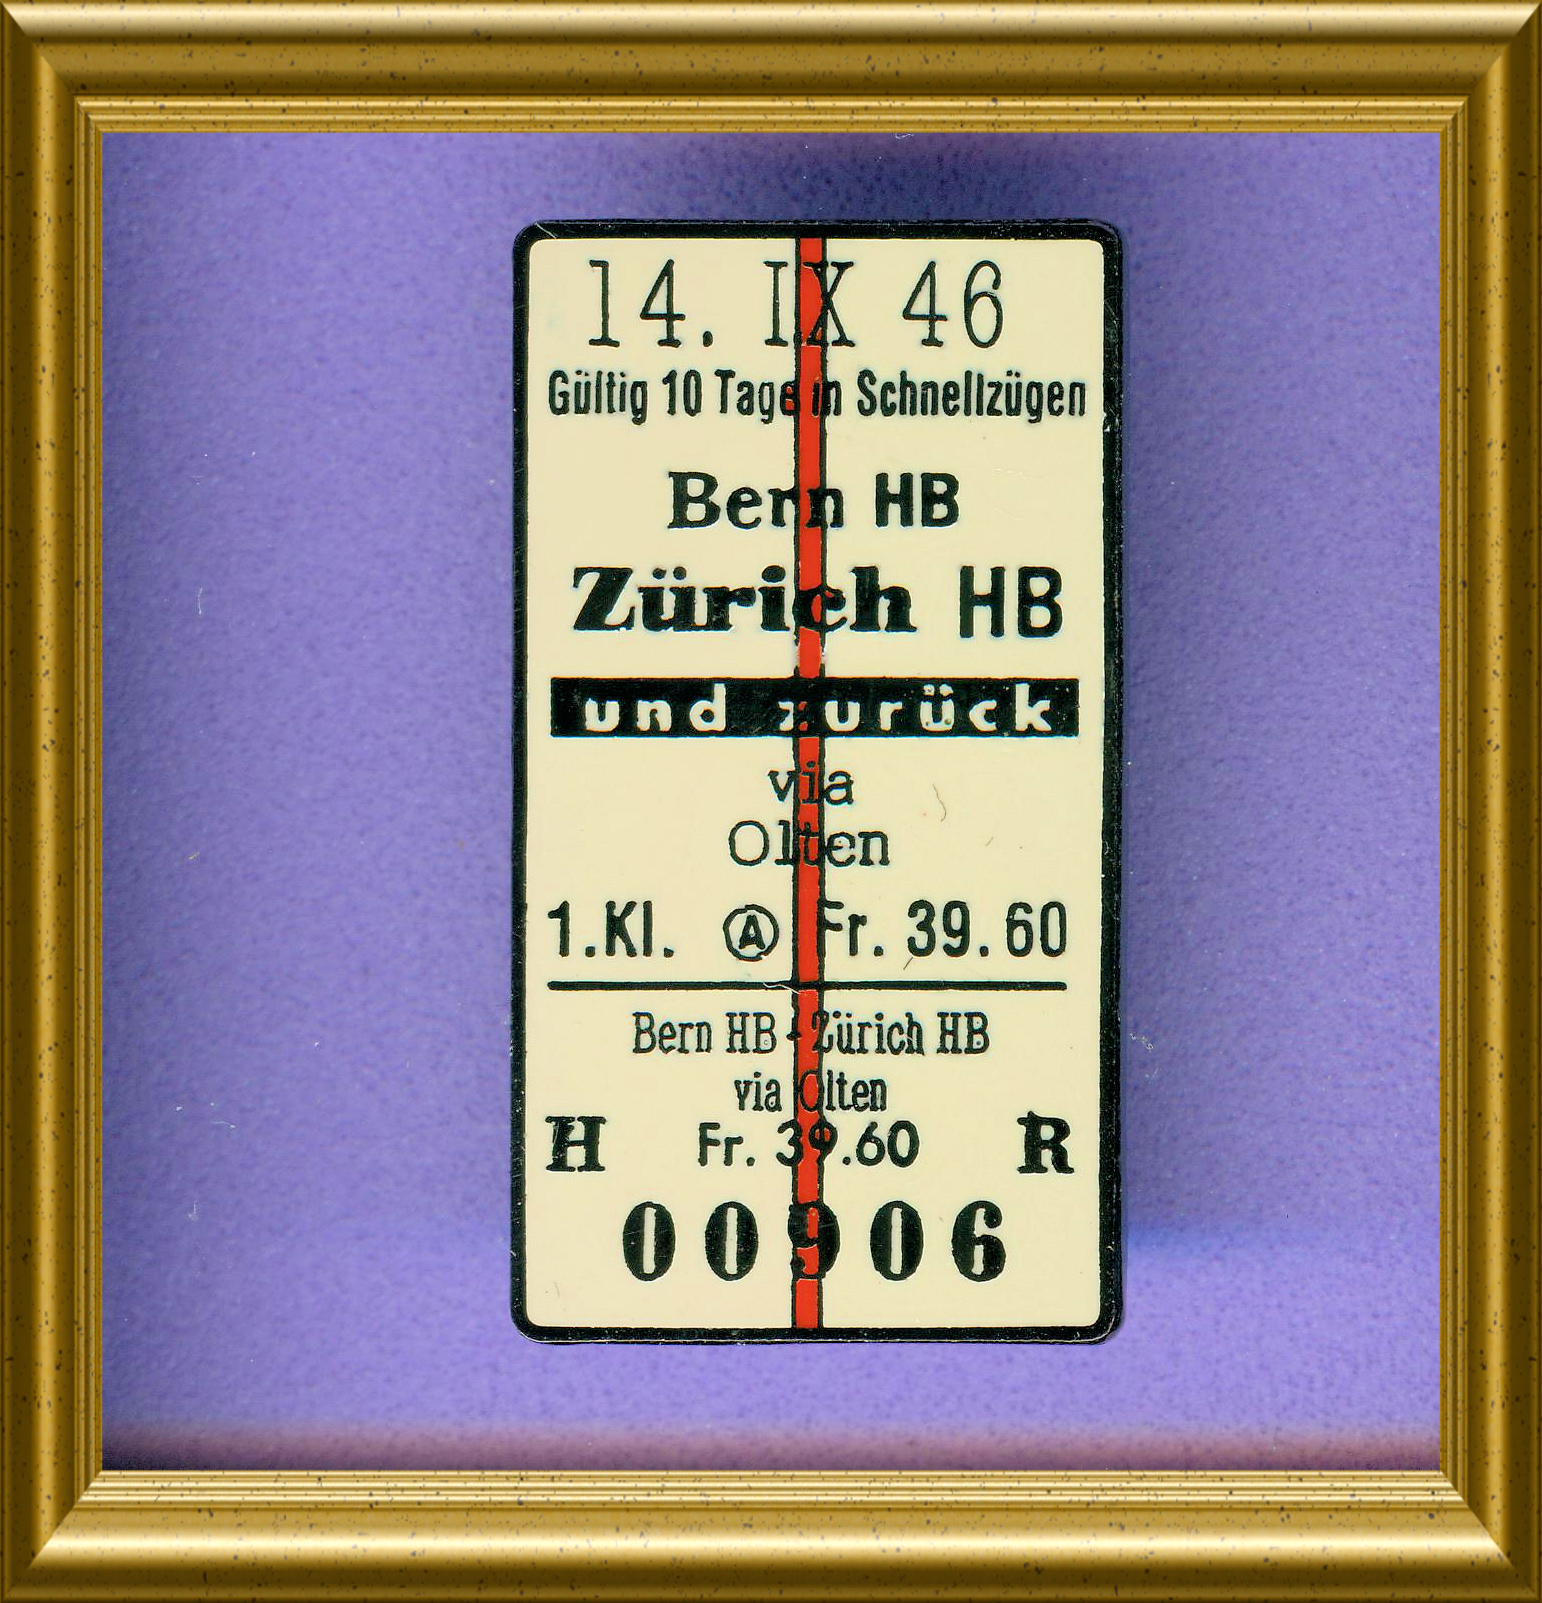 14. IX 46
Gültig 10 Tage in Schnellzügen
Bern HB
Zürich HB
und zurück
via
Olten
1.Kl. Ⓐ Fr. 39.60
Bern HB - Zürich HB
via Olten
H Fr. 39.60 R
00906